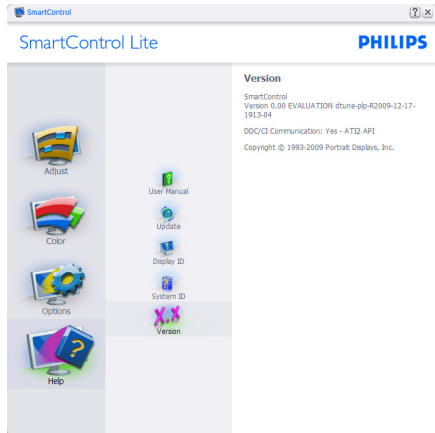 SmartControl
SmartControl Lite
PHILIPS
Version
SmartControl
Version 0.00 EVALUATION dtune-plp-R2009-12-17-
1913-04
DDC/CI Communication: Yes - ATI2 API
Copyright © 1993-2009 Portrait Displays, Inc.
Adjust
Color
Options
Help
User Manual
Update
Display ID
System ID
X.X
Version